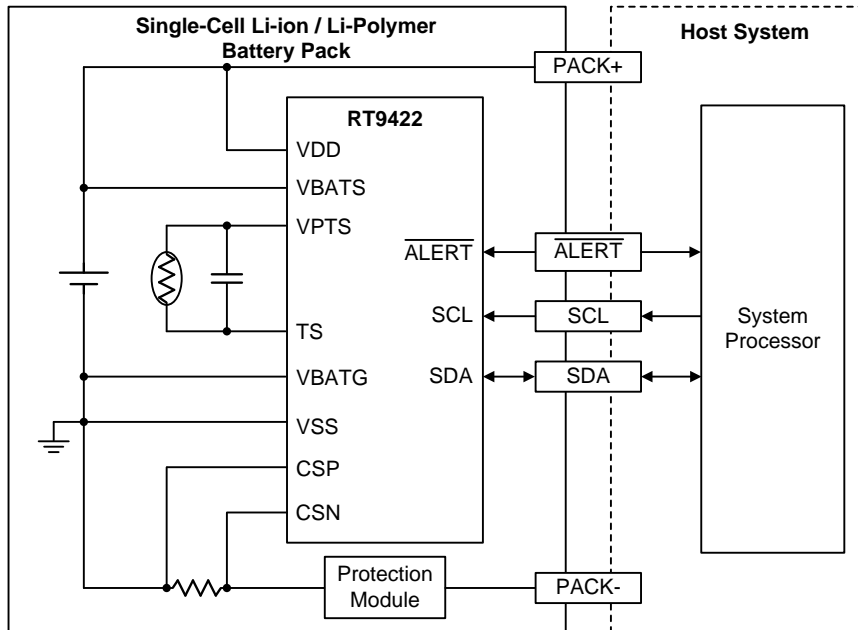 Single-Cell Li-ion / Li-Polymer
Battery Pack
Host System
PACK+
RT9422
VDD
VBATS
VPTS
ALERT
ALERT
SCL
SCL
System
Processor
TS
SDA
SDA
VBATG
VSS
CSP
CSN
Protection
Module
PACK-